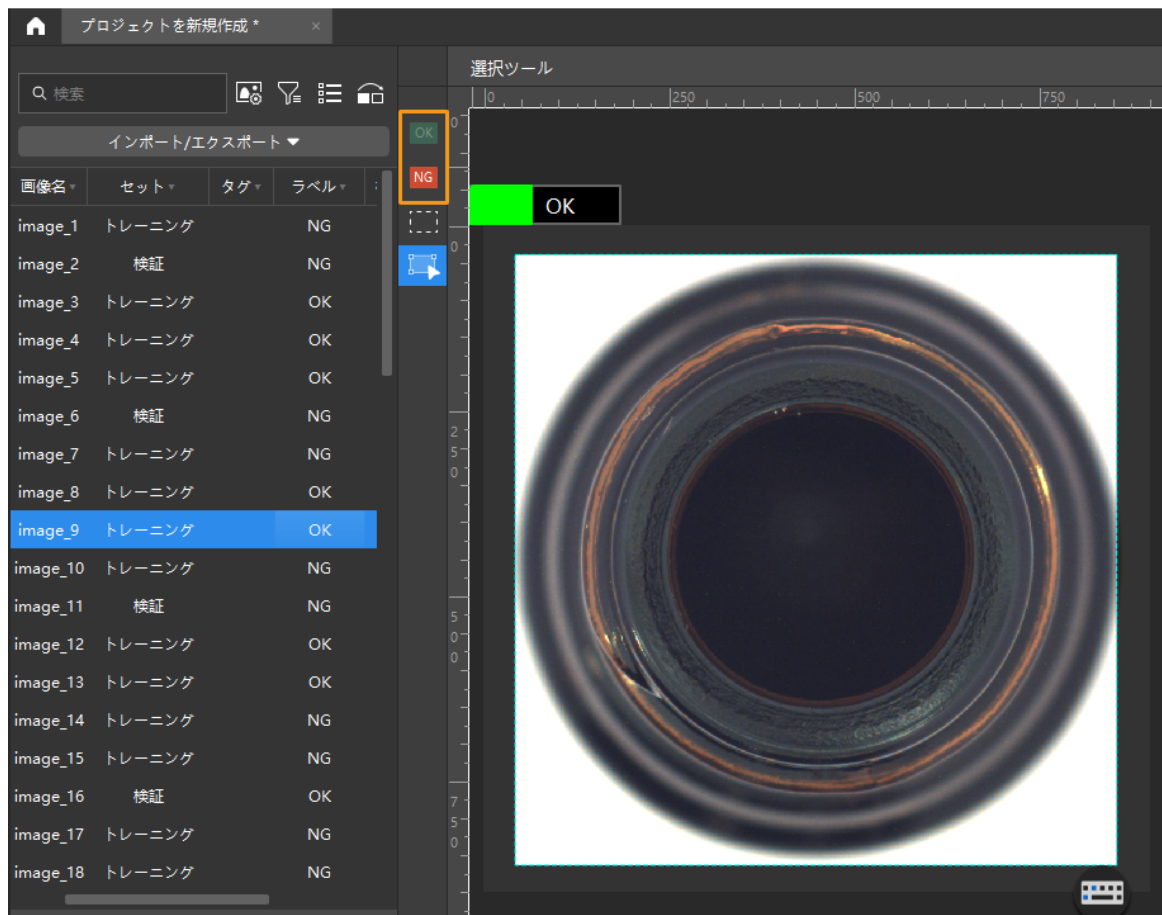 プロジェクトを新規作成 * ×
選択ツール
検索
インポート/エクスポート
画像名 セット タグ ラベル
image_1 トレーニング NG
image_2 検証 NG
image_3 トレーニング OK
image_4 トレーニング OK
image_5 トレーニング OK
image_6 検証 NG
image_7 トレーニング NG
image_8 トレーニング OK
image_9 トレーニング OK
image_10 トレーニング NG
image_11 検証 NG
image_12 トレーニング OK
image_13 トレーニング OK
image_14 トレーニング NG
image_15 トレーニング NG
image_16 検証 OK
image_17 トレーニング NG
image_18 トレーニング NG
OK
NG
0 250 500 750
0
0
250
500
750
OK